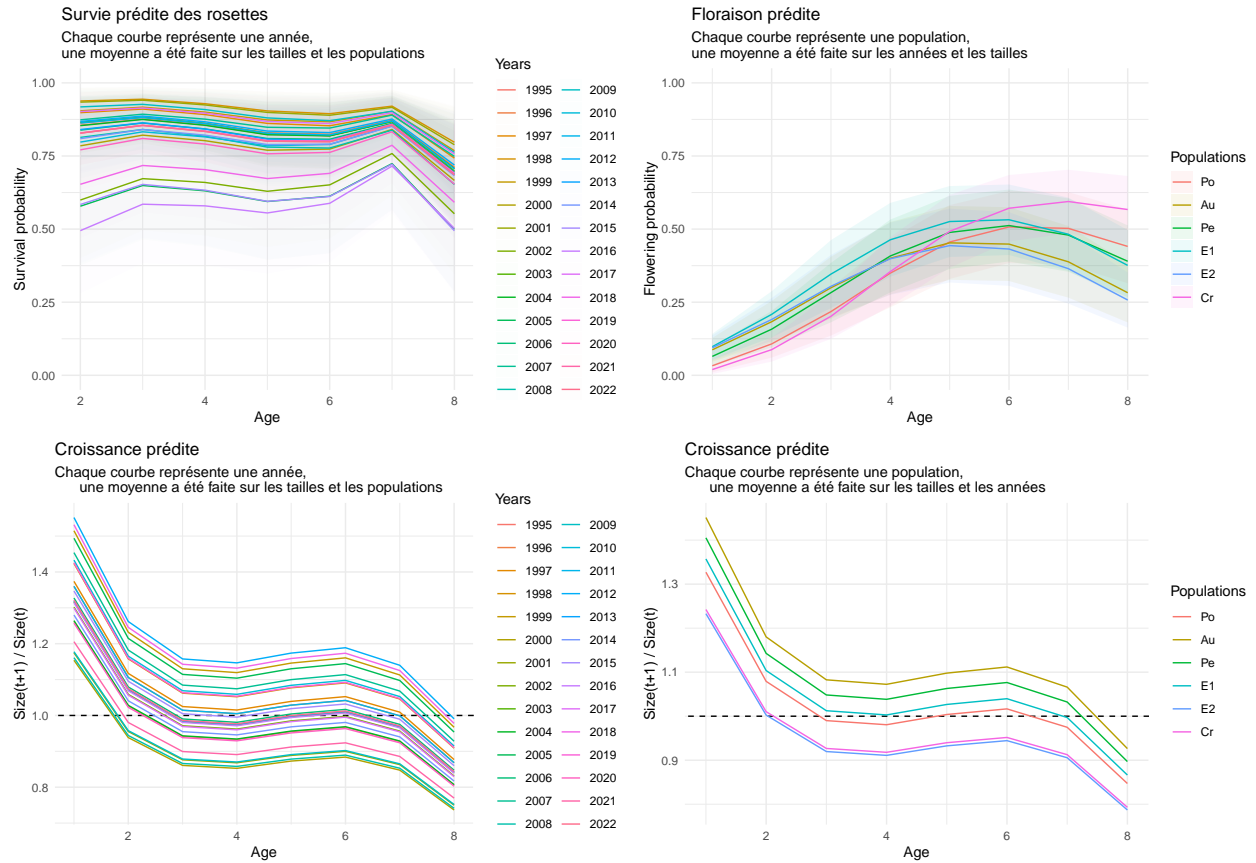 Survie prédite des rosettes
Chaque courbe représente une année,
une moyenne a été faite sur les tailles et les populations
1.00
0.75
0.50
0.25
0.00
Survival probability
2 4 6 8
Age
Years
1995 2009
1996 2010
1997 2011
1998 2012
1999 2013
2000 2014
2001 2015
2002 2016
2003 2017
2004 2018
2005 2019
2006 2020
2007 2021
2008 2022
Floraison prédite
Chaque courbe représente une population,
une moyenne a été faite sur les années et les tailles
1.00
0.75
0.50
0.25
0.00
Flowering probability
2 4 6 8
Age
Populations
Po
Au
Pe
E1
E2
Cr
Croissance prédite
Chaque courbe représente une année,
une moyenne a été faite sur les tailles et les populations
1.4
1.2
1.0
0.8
Size(t+1) / Size(t)
2 4 6 8
Age
Years
1995 2009
1996 2010
1997 2011
1998 2012
1999 2013
2000 2014
2001 2015
2002 2016
2003 2017
2004 2018
2005 2019
2006 2020
2007 2021
2008 2022
Croissance prédite
Chaque courbe représente une population,
une moyenne a été faite sur les tailles et les années
1.3
1.1
0.9
Size(t+1) / Size(t)
2 4 6 8
Age
Populations
Po
Au
Pe
E1
E2
Cr